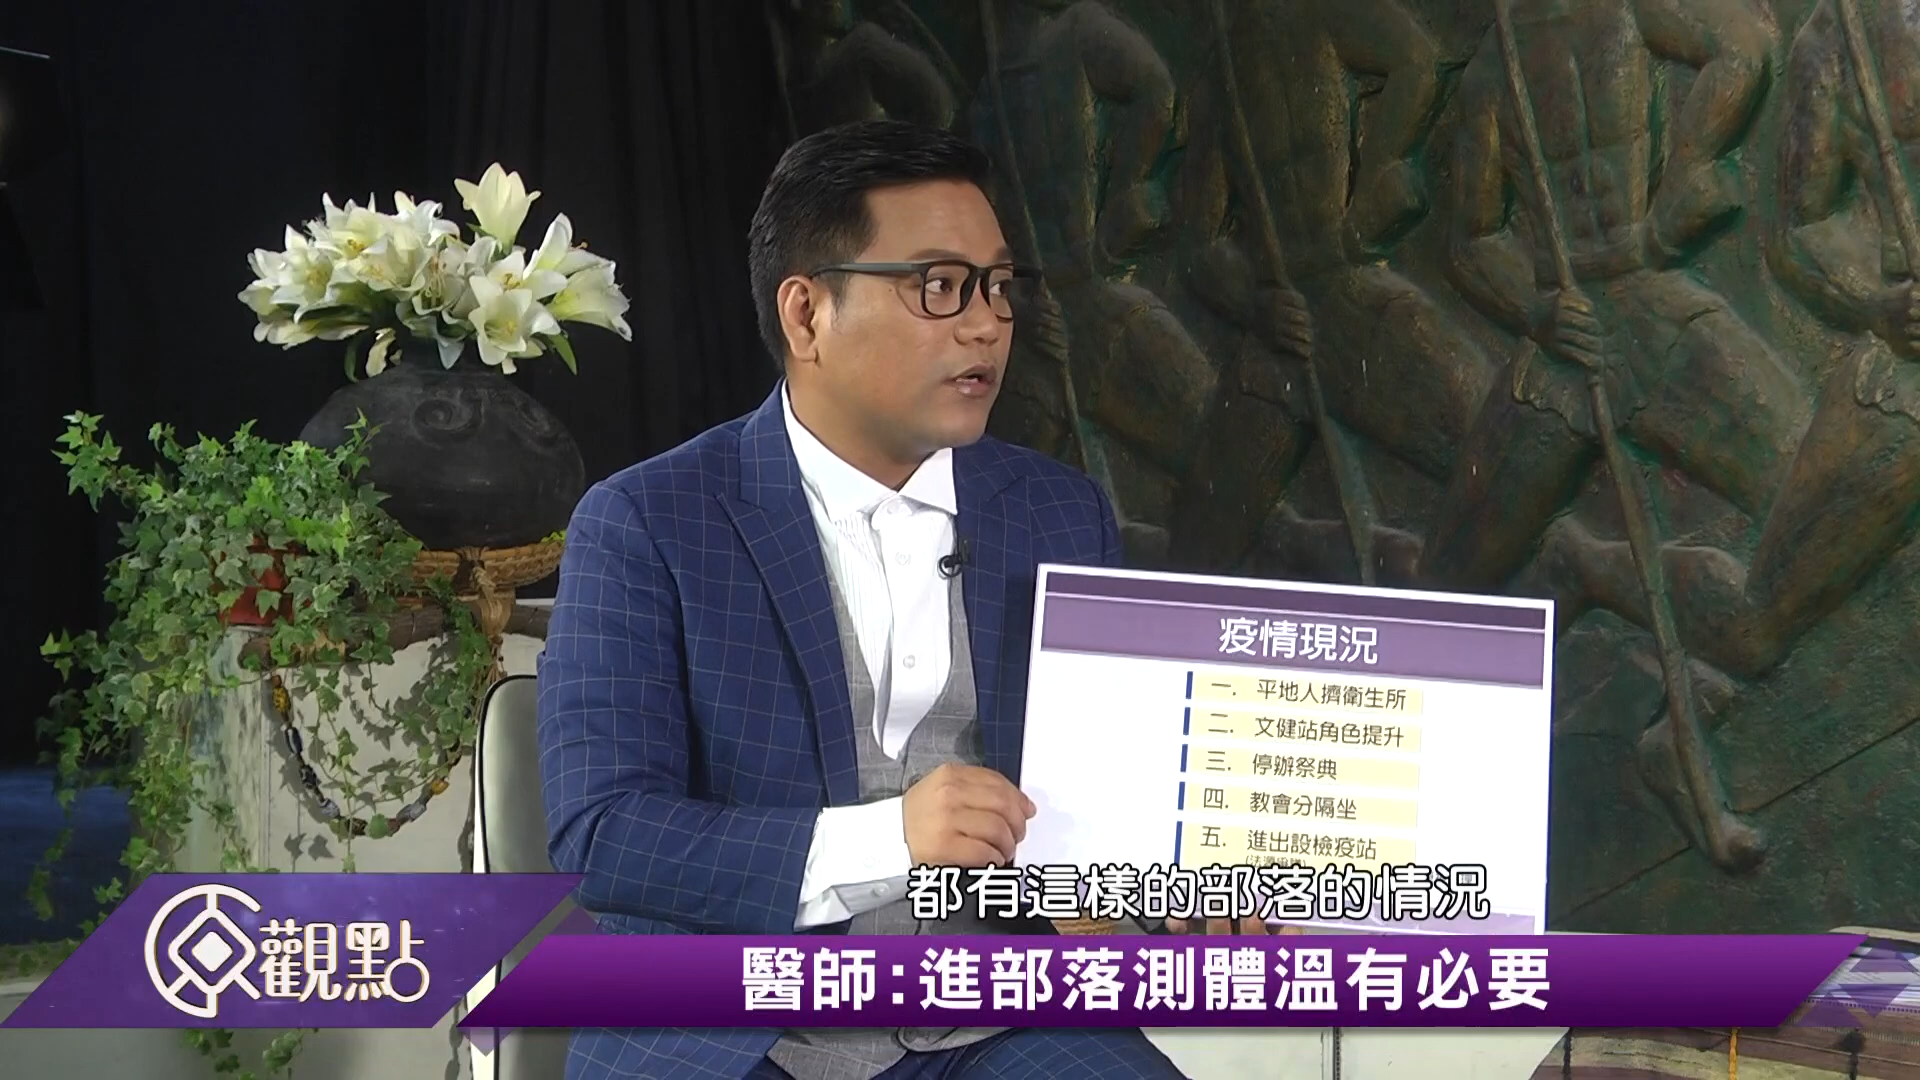 疫情現況
一. 平地人擠衛生所
二. 文健站角色提升
三. 停辦祭典
四. 教會分隔坐
五. 進出設檢疫站
都有這樣的部落的情況
觀點
醫師:進部落測體溫有必要